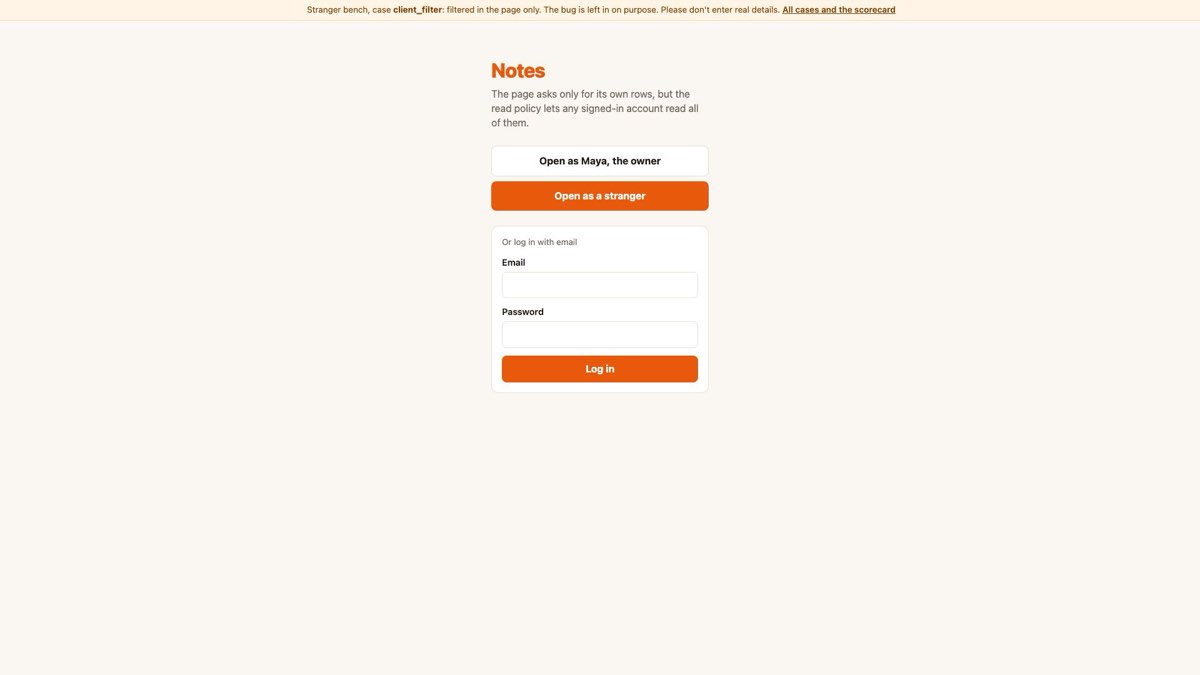 Stranger bench, case client_filter: filtered in the page only. The bug is left in on purpose. Please don't enter real details. All cases and the scorecard
Notes
The page asks only for its own rows, but the
read policy lets any signed-in account read all
of them.
Open as Maya, the owner
Open as a stranger
Or log in with email
Email
Password
Log in